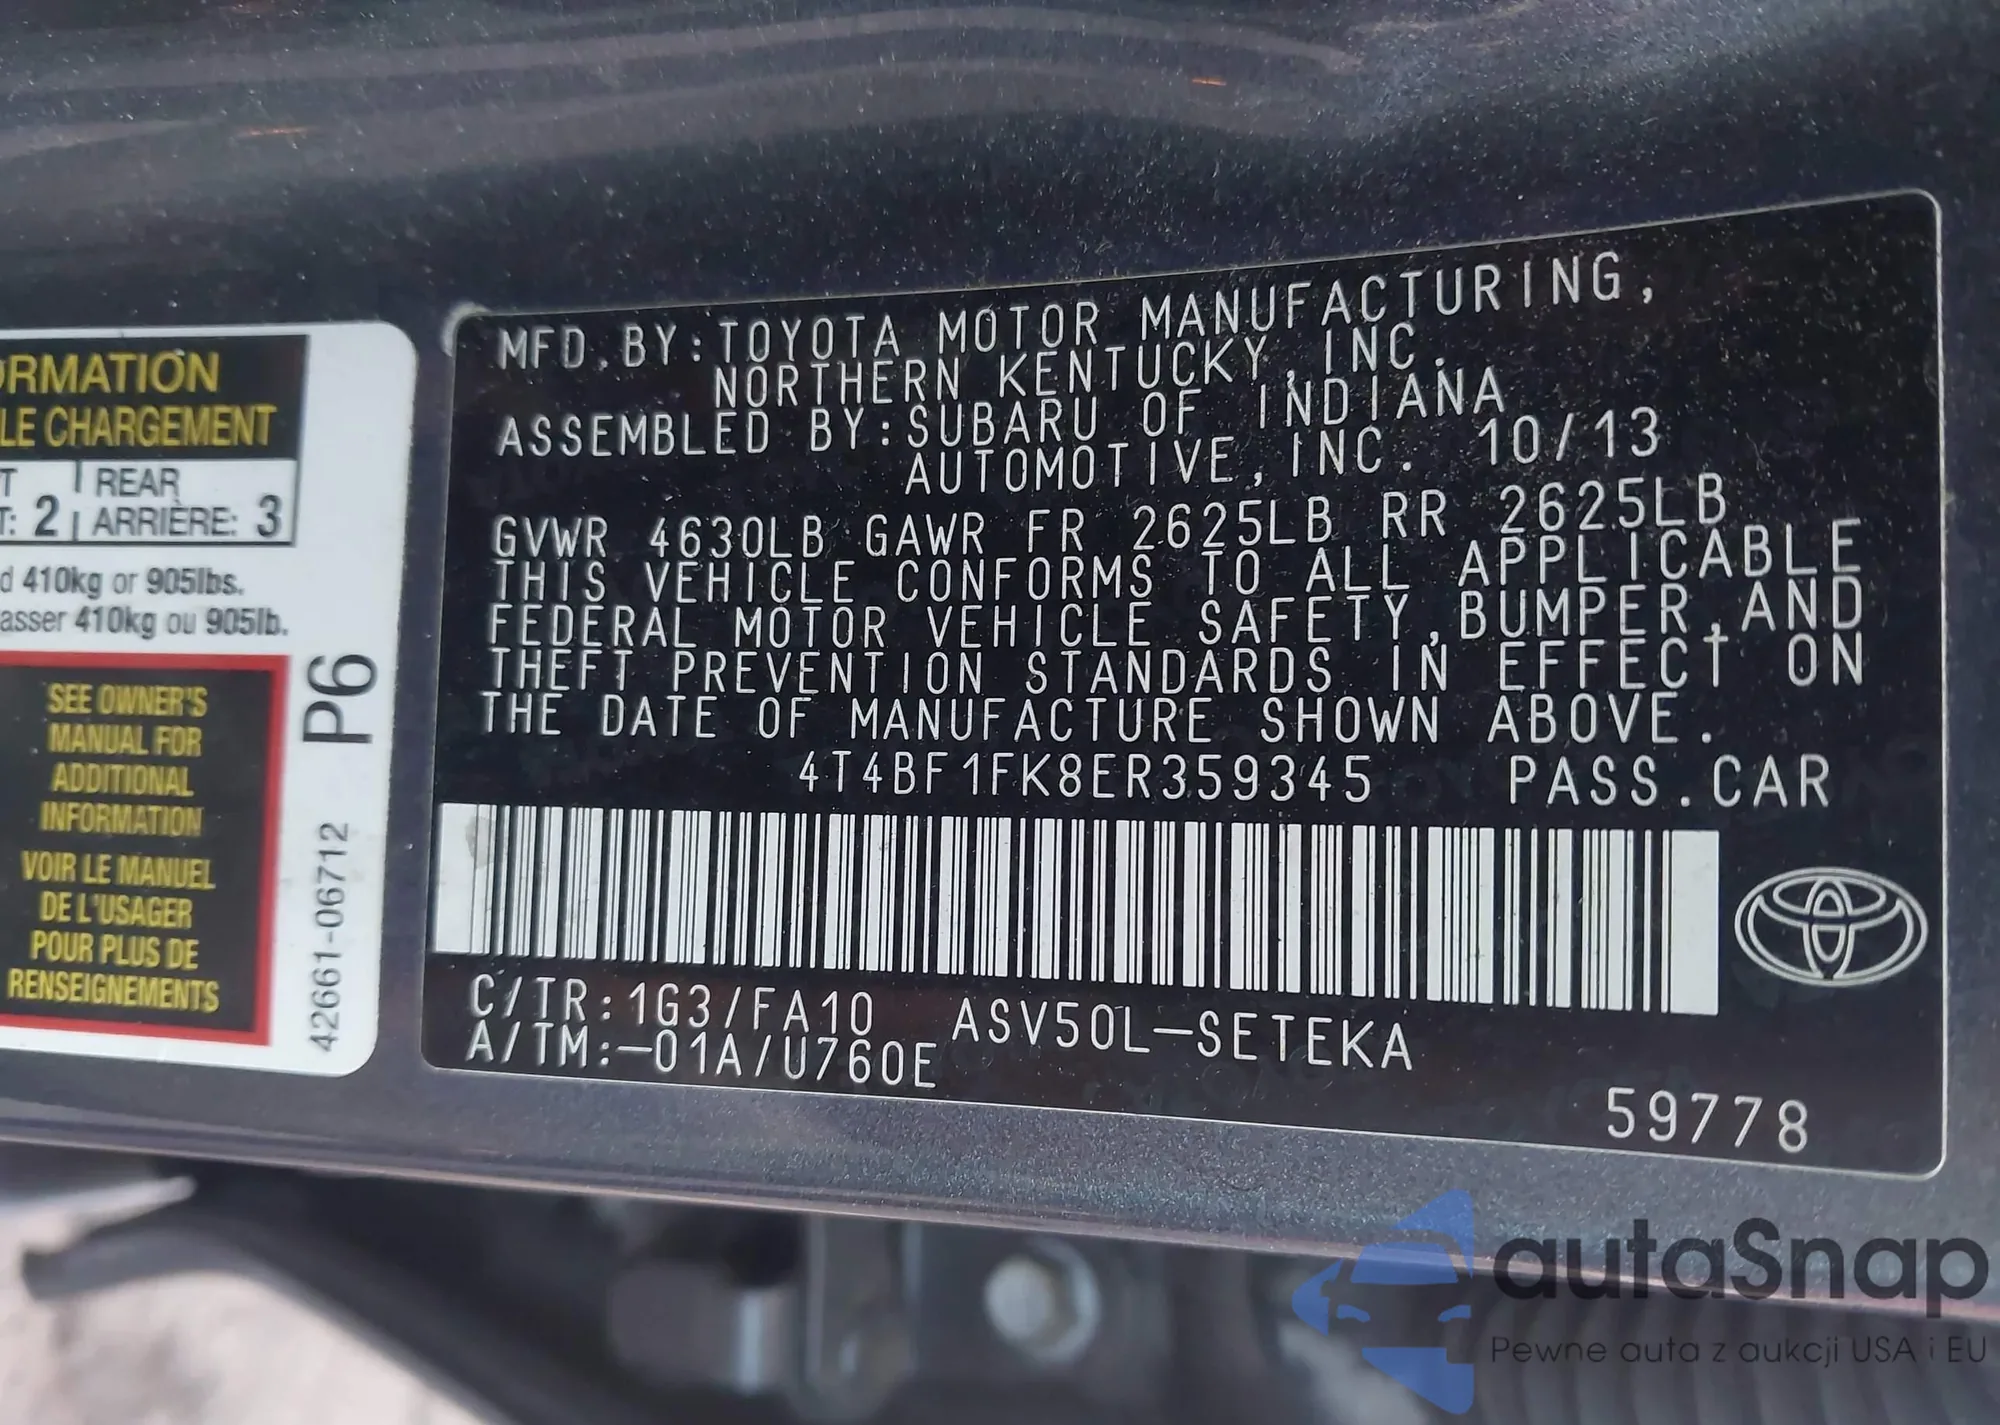 ORMATION
LE CHARGEMENT
T 2 REAR
T: ARRIÈRE: 3
d 410kg or 905lbs.
asser 410kg ou 905lb.
SEE OWNER'S
MANUAL FOR
ADDITIONAL
INFORMATION
VOIR LE MANUEL
DE L'USAGER
POUR PLUS DE
RENSEIGNEMENTS
P6
42661-06712
MFD.BY:TOYOTA MOTOR MANUFACTURING,
NORTHERN KENTUCKY,INC.
ASSEMBLED BY:SUBARU OF INDIANA
AUTOMOTIVE,INC. 10/13
GVWR 4630LB GAWR FR 2625LB RR 2625LB
THIS VEHICLE CONFORMS TO ALL APPLICABLE
FEDERAL MOTOR VEHICLE SAFETY,BUMPER,AND
THEFT PREVENTION STANDARDS IN EFFECT ON
THE DATE OF MANUFACTURE SHOWN ABOVE.
4T4BF1FK8ER359345 PASS.CAR
C/TR:1G3/FA10 ASV50L-SETEKA
A/TM:-01A/U760E
59778
autaSnap
Pewne auta z aukcji USA i EU